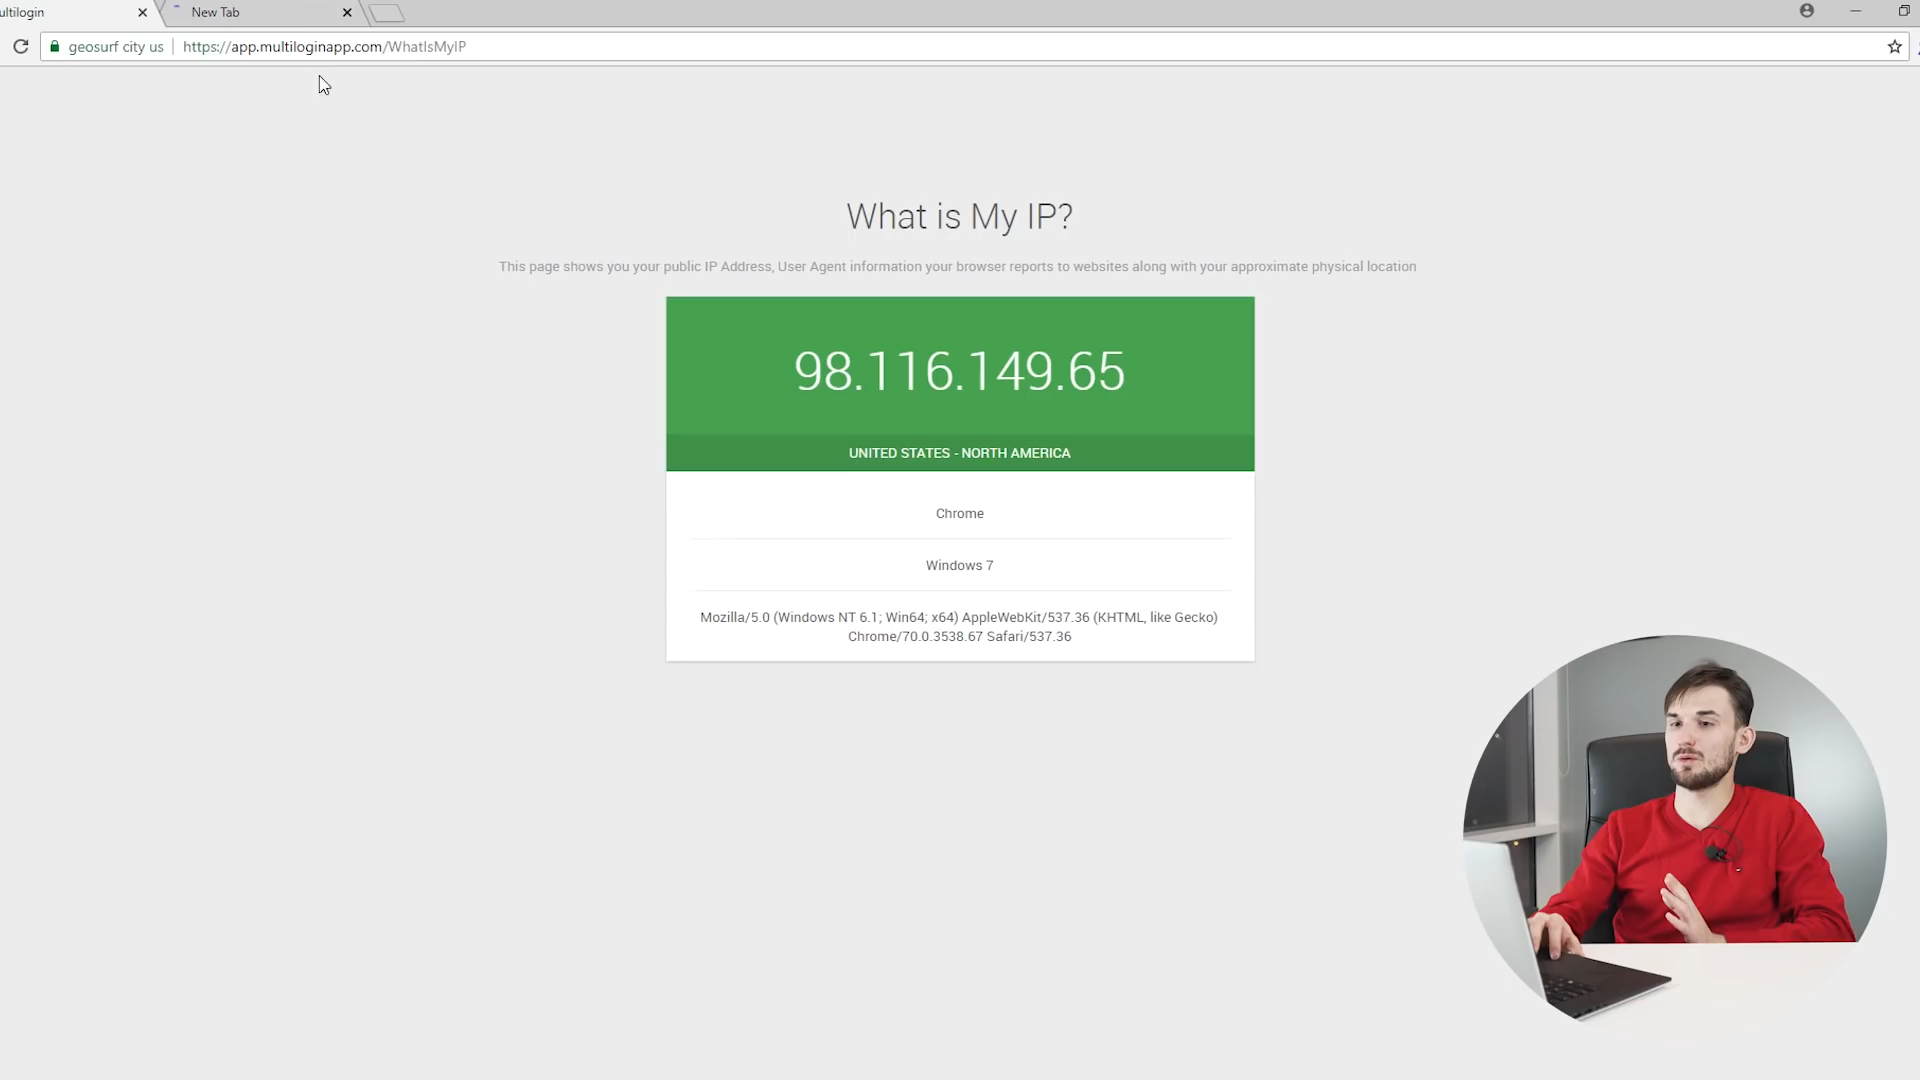 ultilogin
New Tab
geosurf city us https://app.multiloginapp.com/WhatIsMyIP
What is My IP?
This page shows you your public IP Address, User Agent information your browser reports to websites along with your approximate physical location
98.116.149.65
UNITED STATES - NORTH AMERICA
Chrome
Windows 7
Mozilla/5.0 (Windows NT 6.1; Win64; x64) AppleWebKit/537.36 (KHTML, like Gecko)
Chrome/70.0.3538.67 Safari/537.36